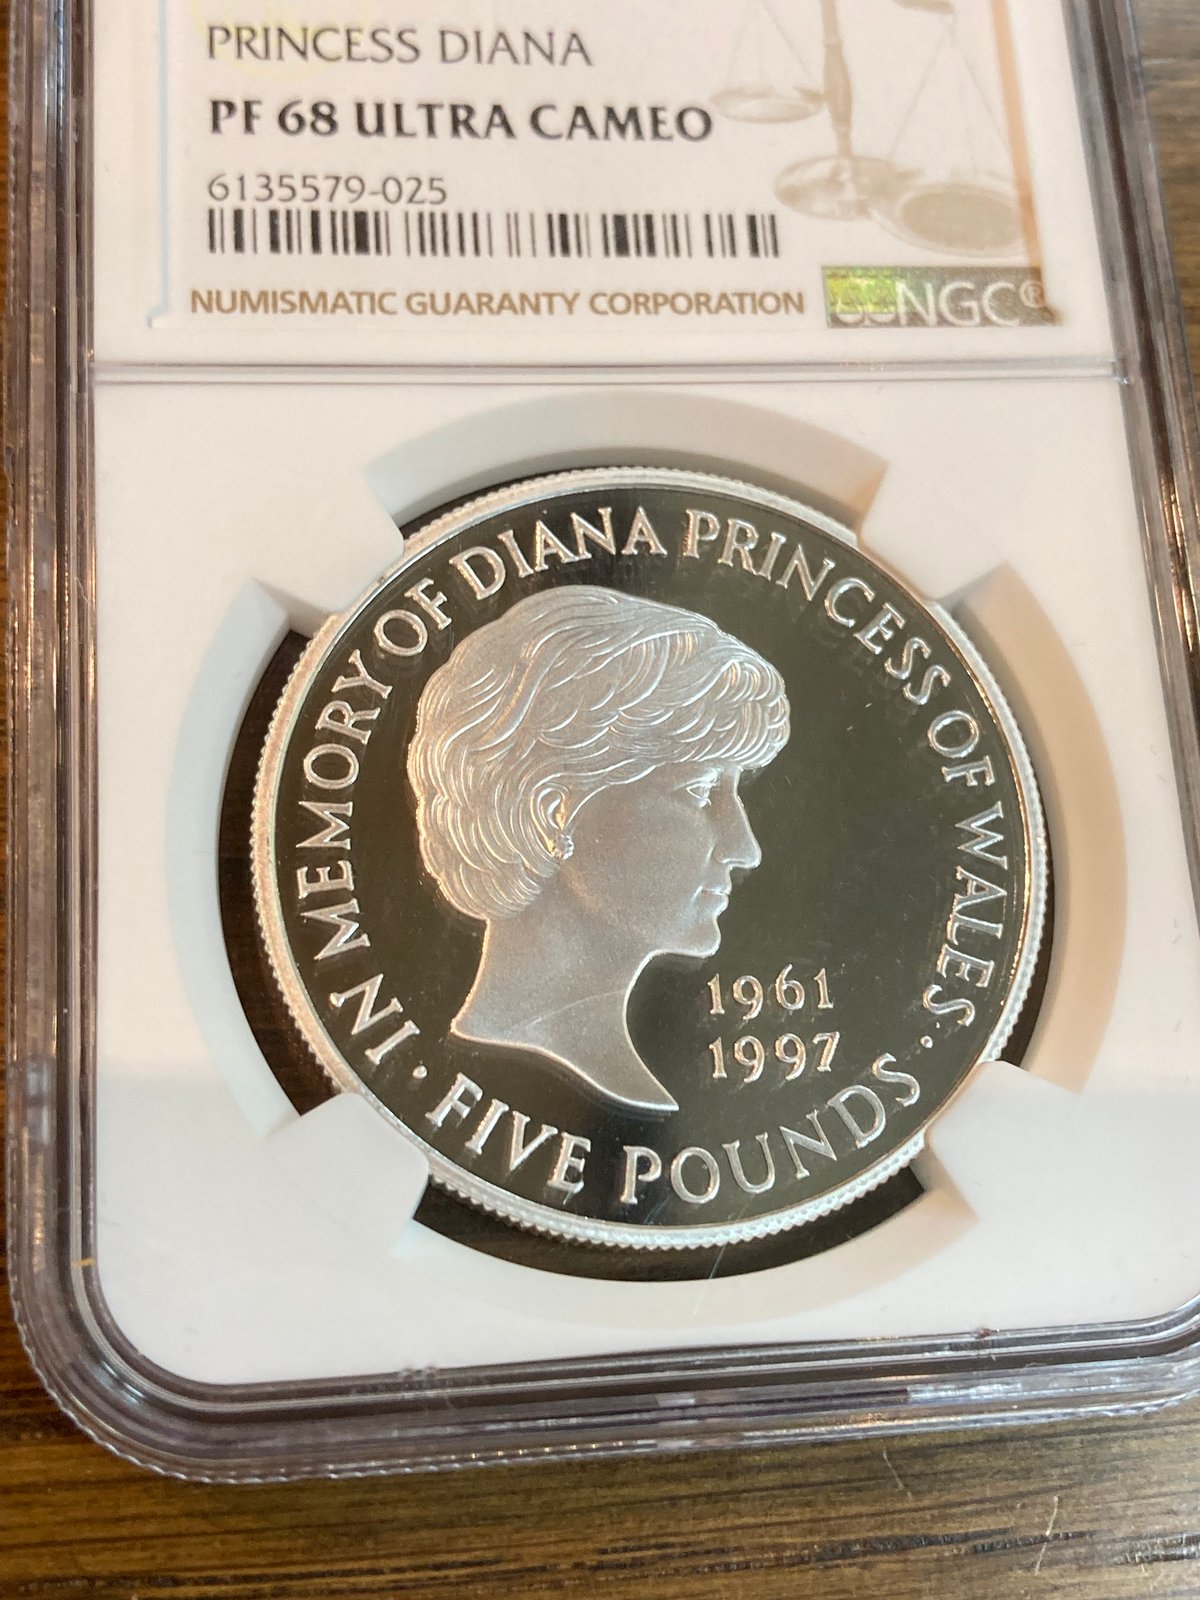 PRINCESS DIANA
PF 68 ULTRA CAMEO
6135579-025
NUMISMATIC GUARANTY CORPORATION
NGC®
IN MEMORY OF DIANA PRINCESS OF WALES
1961
1997
· FIVE POUNDS ·